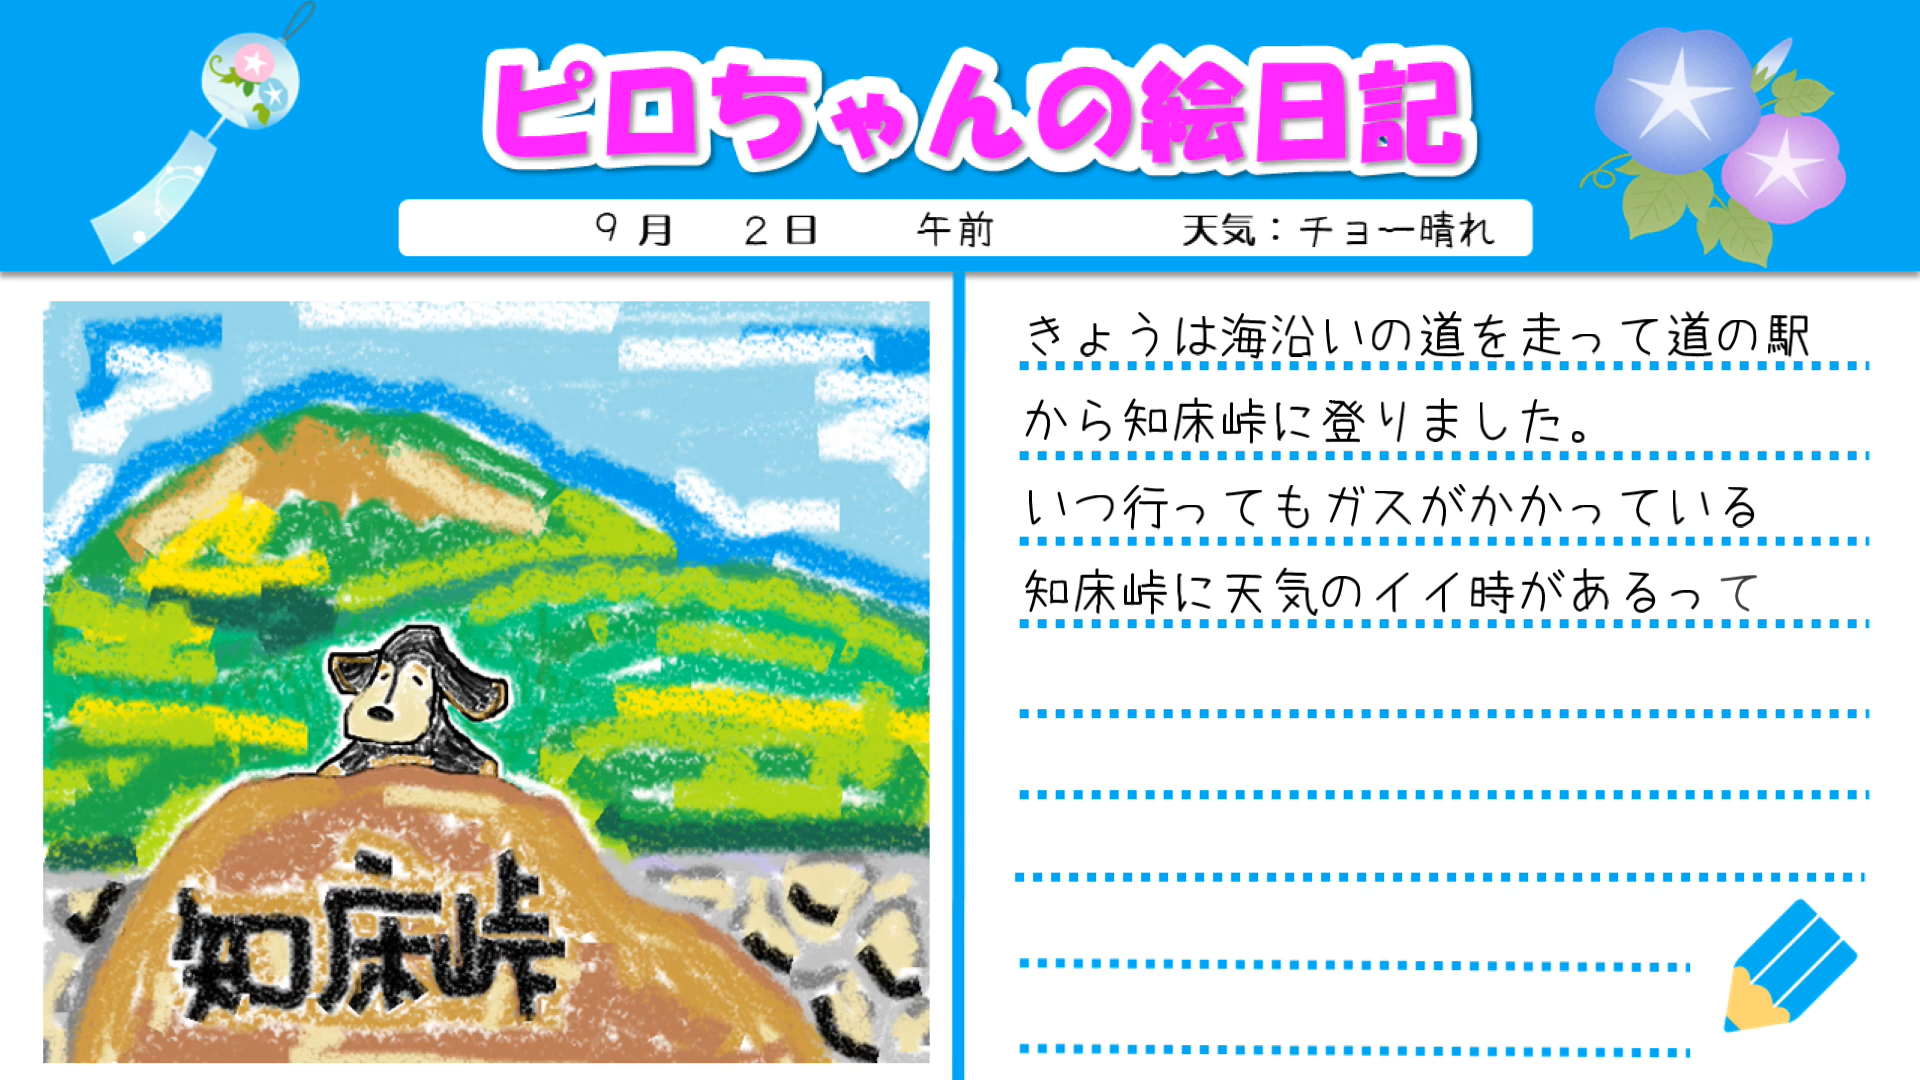 ピロちゃんの絵日記
9月 2日 午前 天気：チョー晴れ
きょうは海沿いの道を走って道の駅
から知床峠に登りました。
いつ行ってもガスがかかっている
知床峠に天気のイイ時があるって
知床峠